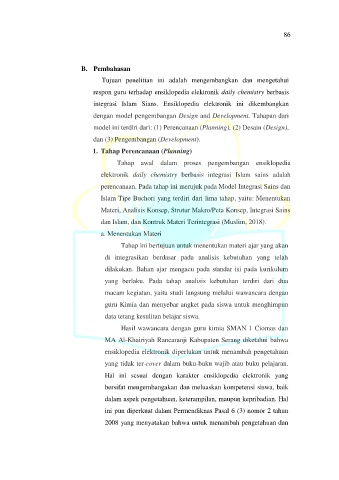 86
B. Pembahasan
Tujuan penelitian ini adalah mengembangkan dan mengetahui
respon guru terhadap ensiklopedia elektronik daily chemistry berbasis
integrasi Islam Sians. Ensiklopedia elektronik ini dikembangkan
dengan model pengembangan Design and Development. Tahapan dari
model ini terdiri dari: (1) Perencanaan (Planning), (2) Desain (Design),
dan (3) Pengembangan (Development).
1. Tahap Perencanaan (Planning)
Tahap awal dalam proses pengembangan ensiklopedia
elektronik daily chemistry berbasis integrasi Islam sains adalah
perencanaan. Pada tahap ini merujuk pada Model Integrasi Sains dan
Islam Tipe Buchori yang terdiri dari lima tahap, yaitu: Menentukan
Materi, Analisis Konsep, Strutur Makro/Peta Konsep, Integrasi Sains
dan Islam, dan Kontruk Materi Terintegrasi (Muslim, 2018).
a. Menentukan Materi
Tahap ini bertujuan untuk menentukan materi ajar yang akan
di integrasikan berdasar pada analisis kebutuhan yang telah
dilakukan. Bahan ajar mengacu pada standar isi pada kurikulum
yang berlaku. Pada tahap analisis kebutuhan terdiri dari dua
macam kegiatan, yaitu studi langsung melalui wawancara dengan
guru Kimia dan menyebar angket pada siswa untuk menghimpun
data tetang kesulitan belajar siswa.
Hasil wawancara dengan guru kimia SMAN 1 Ciomas dan
MA Al-Khairiyah Rancaranji Kabupaten Serang diketahui bahwa
ensiklopedia elektronik diperlukan untuk menambah pengetahuan
yang tidak ter-cover dalam buku-buku wajib atau buku pelajaran.
Hal ini sesuai dengan karakter ensiklopedia elektronik yang
bersifat mengembangakan dan meluaskan kompetensi siswa, baik
dalam aspek pengetahuan, keterampilan, maupun kepribadian. Hal
ini pun diperkuat dalam Permendiknas Pasal 6 (3) nomor 2 tahun
2008 yang menyatakan bahwa untuk menambah pengetahuan dan